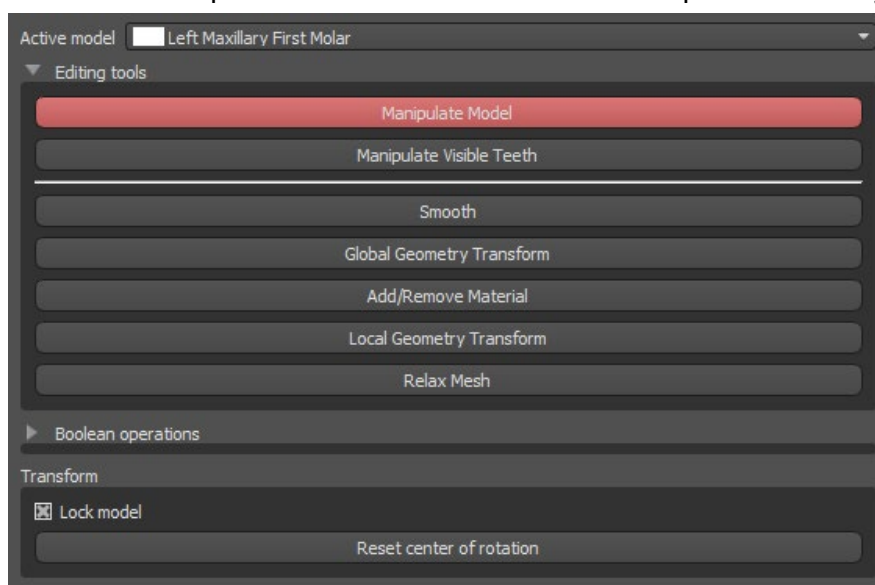 Active model Left Maxillary First Molar
Editing tools
Manipulate Model
Manipulate Visible Teeth
Smooth
Global Geometry Transform
Add/Remove Material
Local Geometry Transform
Relax Mesh
Boolean operations
Transform
Lock model
Reset center of rotation